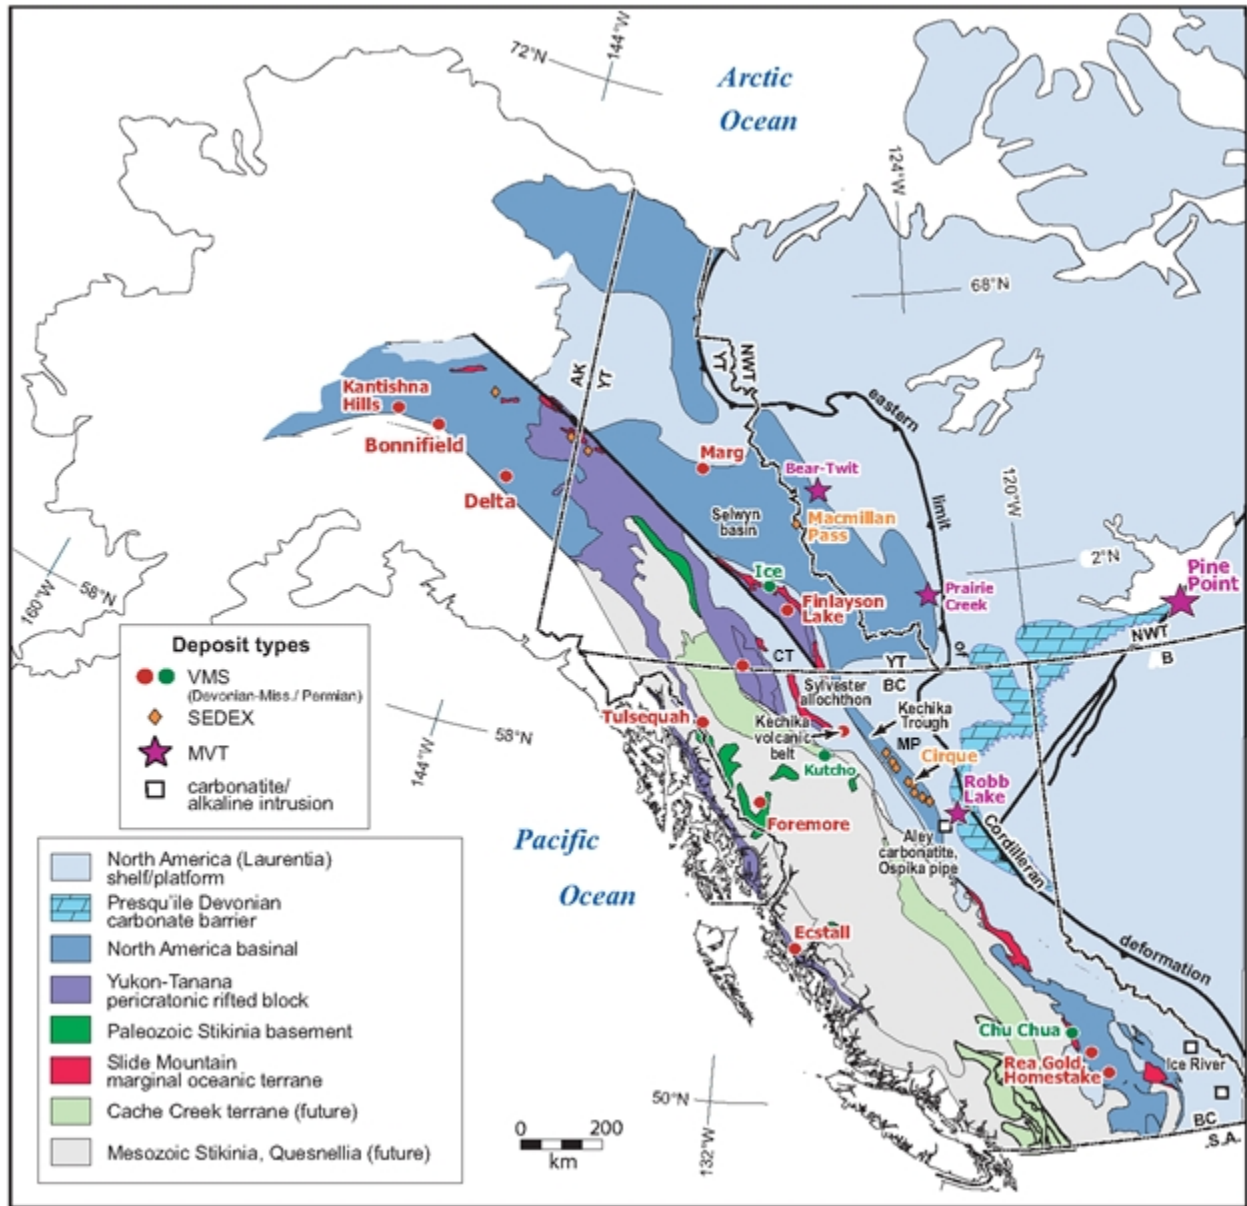 72°N
144°W
Arctic
Ocean
124°W
68°N
AK
YT
YT
NWT
eastern
limit
of
Cordilleran
deformation
Kantishna
Hills
Bonnifield
Delta
Marg
Bear-Twit
Selwyn
basin
Macmillan
Pass
120°W
2°N
Pine
Point
Ice
Finlayson
Lake
Prairie
Creek
NWT
B
160°W
58°N
CT
YT
BC
Sylvester
allochthon
Kechika
Trough
Kechika
volcanic
belt
MP
Cirque
Tulsequah
Kutcho
Robb
Lake
Foremore
Aley
carbonatite,
Ospika pipe
144°W
58°N
Pacific
Ocean
Ecstall
Chu Chua
Rea Gold
Homestake
Ice River
BC
.S.A.
50°N
132°W
0
200
km
Deposit types
VMS
(Devonian-Miss./ Permian)
SEDEX
MVT
carbonatite/
alkaline intrusion
North America (Laurentia)
shelf/platform
Presqu'ile Devonian
carbonate barrier
North America basinal
Yukon-Tanana
pericratonic rifted block
Paleozoic Stikinia basement
Slide Mountain
marginal oceanic terrane
Cache Creek terrane (future)
Mesozoic Stikinia, Quesnellia (future)